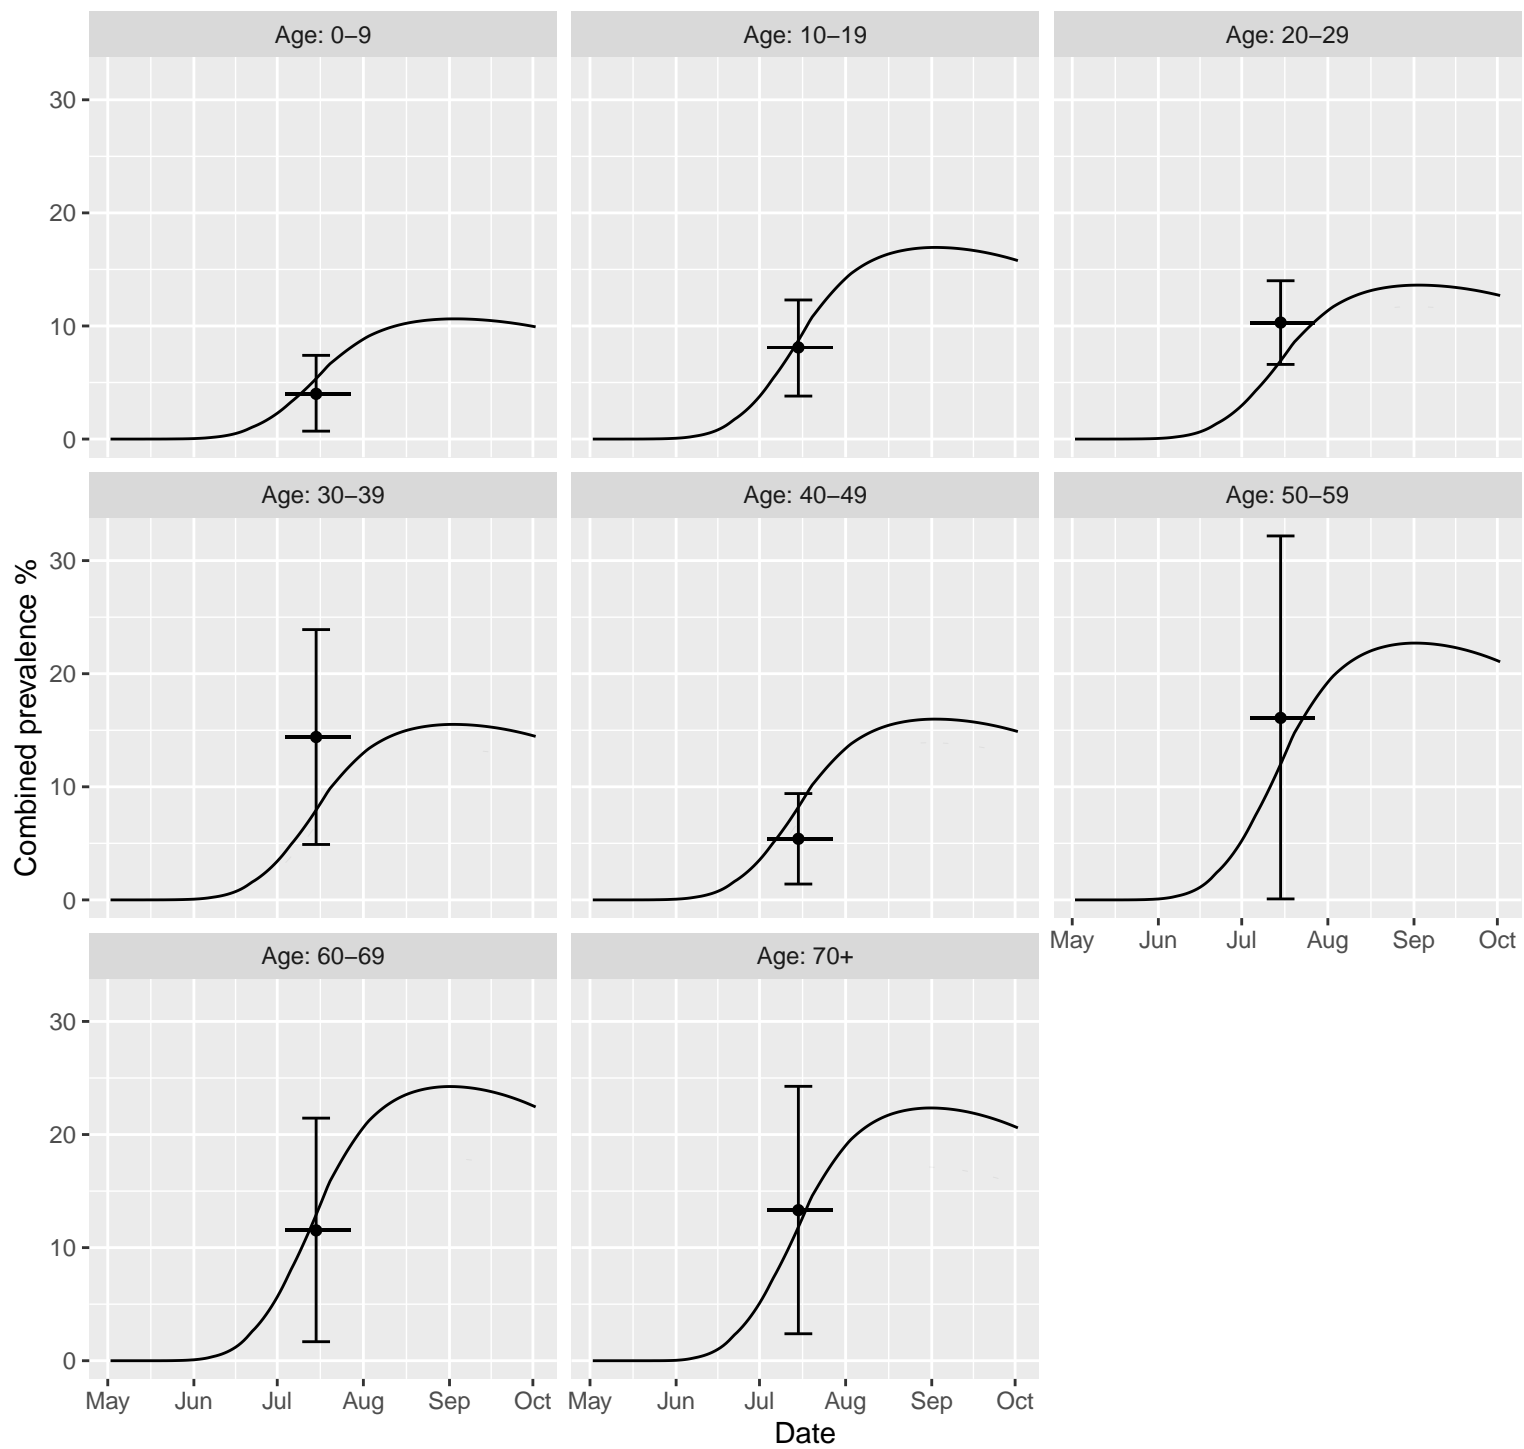 Age: 0−9
Age: 10−19
Age: 20−29
30
20
10
0
Age: 30−39
Age: 40−49
Age: 50−59
30
20
10
0
May Jun Jul Aug Sep Oct
Age: 60−69
Age: 70+
30
20
10
0
May Jun Jul Aug Sep Oct
May Jun Jul Aug Sep Oct
Date
Combined prevalence %